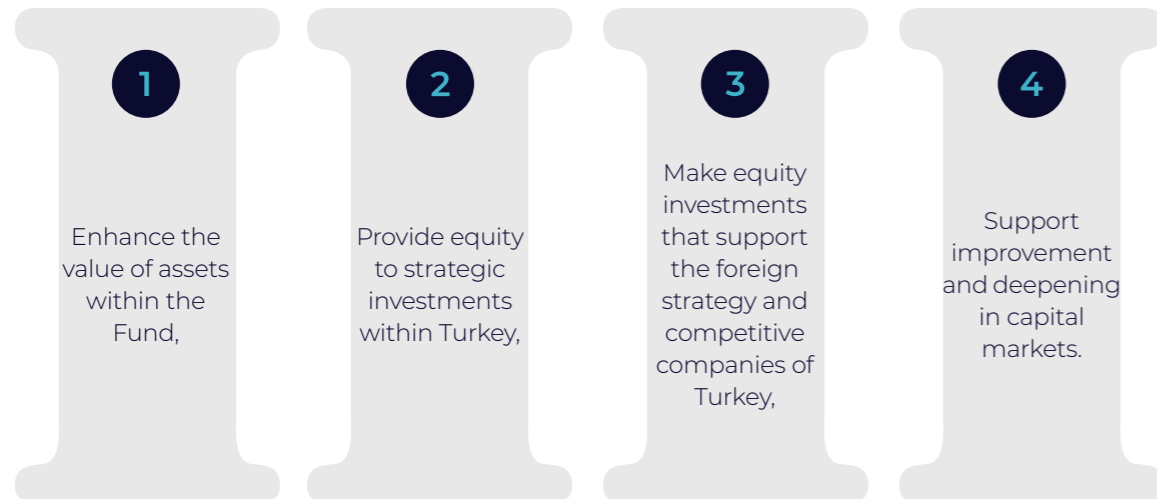 1
Enhance the
value of assets
within the
Fund,
2
Provide equity
to strategic
investments
within Turkey,
3
Make equity
investments
that support
the foreign
strategy and
competitive
companies of
Turkey,
4
Support
improvement
and deepening
in capital
markets.